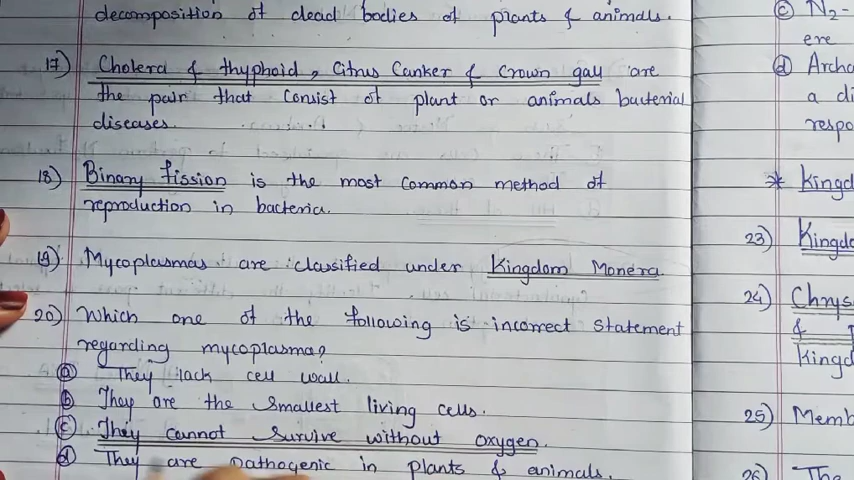 decomposition of dead bodies of plants & animals.
17) Cholera & thyphoid, Citrus Canker & Crown gall are
the pair that consist of plant or animals bacterial
diseases.
18) Binary fission is the most common method of
reproduction in bacteria.
19) Mycoplasmas are classified under Kingdom Monera.
20) Which one of the following is incorrect statement
regarding mycoplasma?
a They lack cell wall.
b They are the smallest living cells.
c They cannot survive without oxygen.
d They are pathogenic in plants & animals.
c N2-
ere
d Archa
a di
respo
* Kingd
23) Kingdo
24) Chrys
&
Kingd
25) Memb
26) The